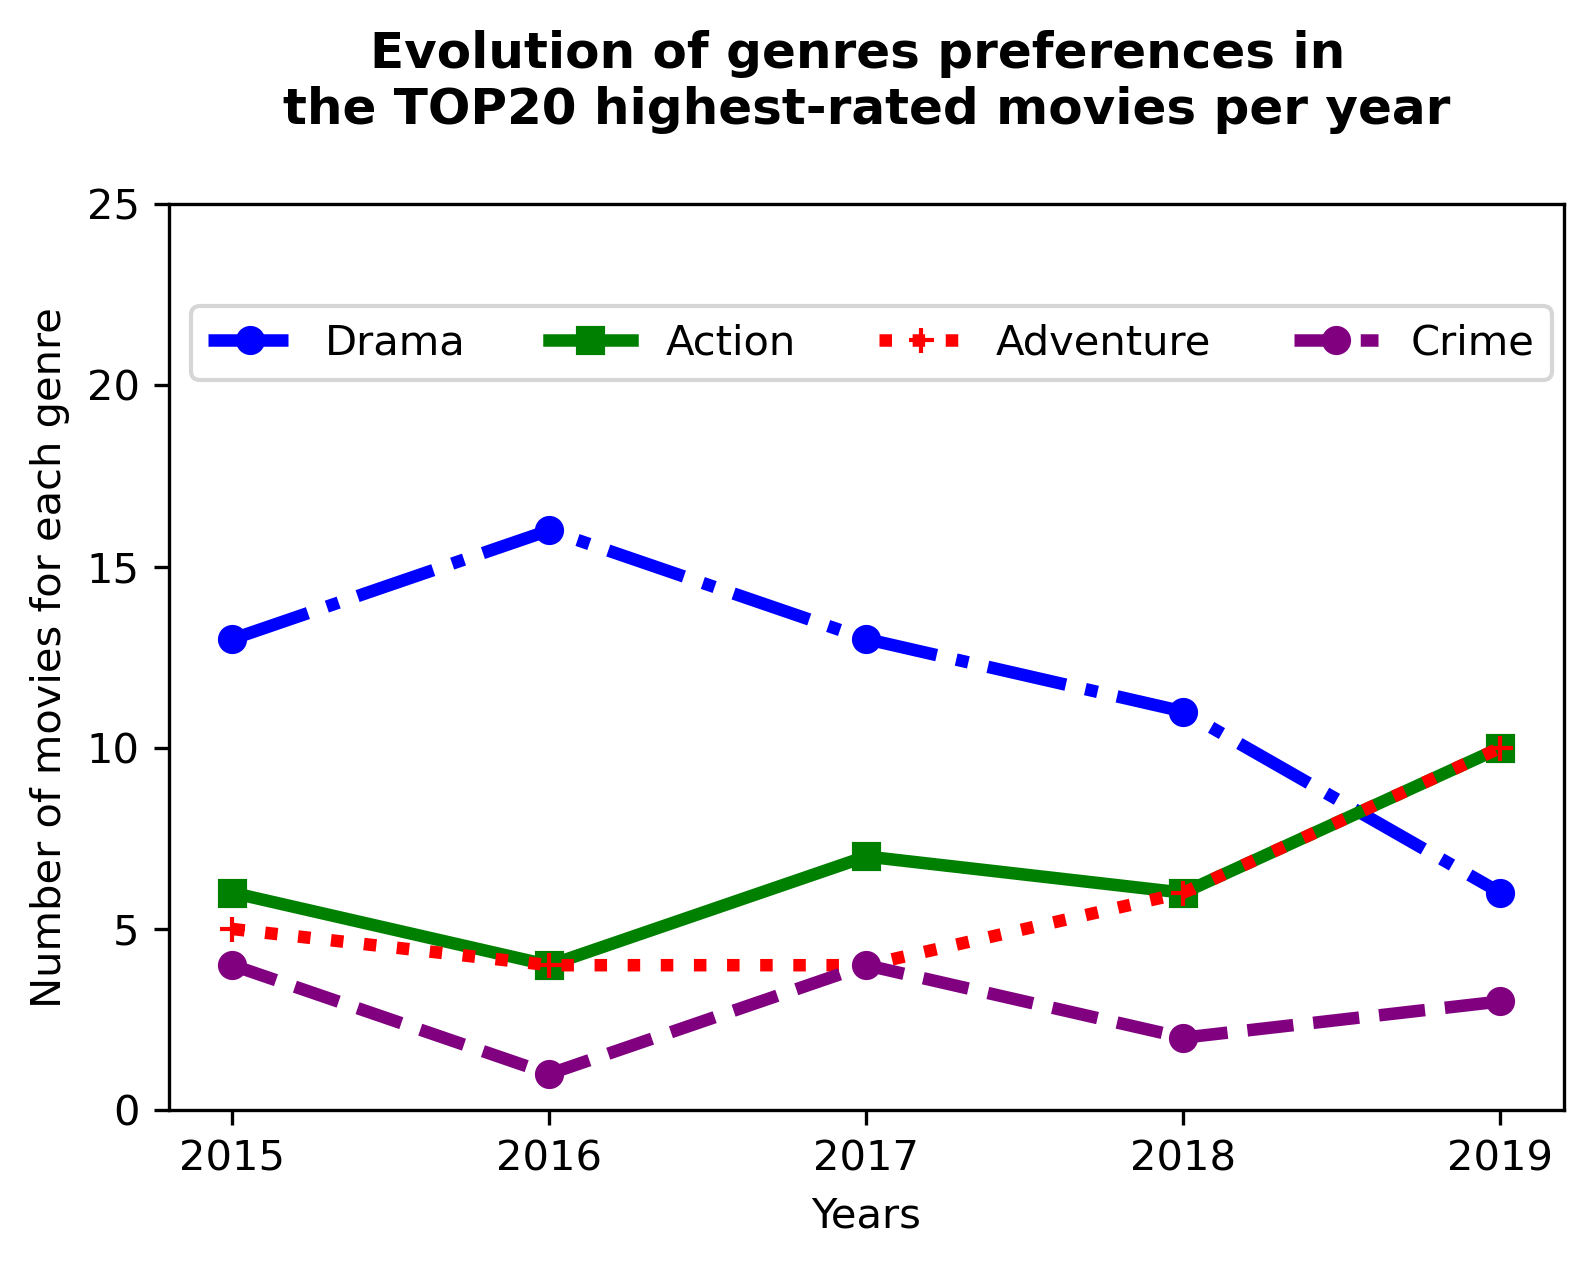 Evolution of genres preferences in
the TOP20 highest-rated movies per year
Number of movies for each genre
25
20
15
10
5
0
Drama Action Adventure Crime
2015 2016 2017 2018 2019
Years